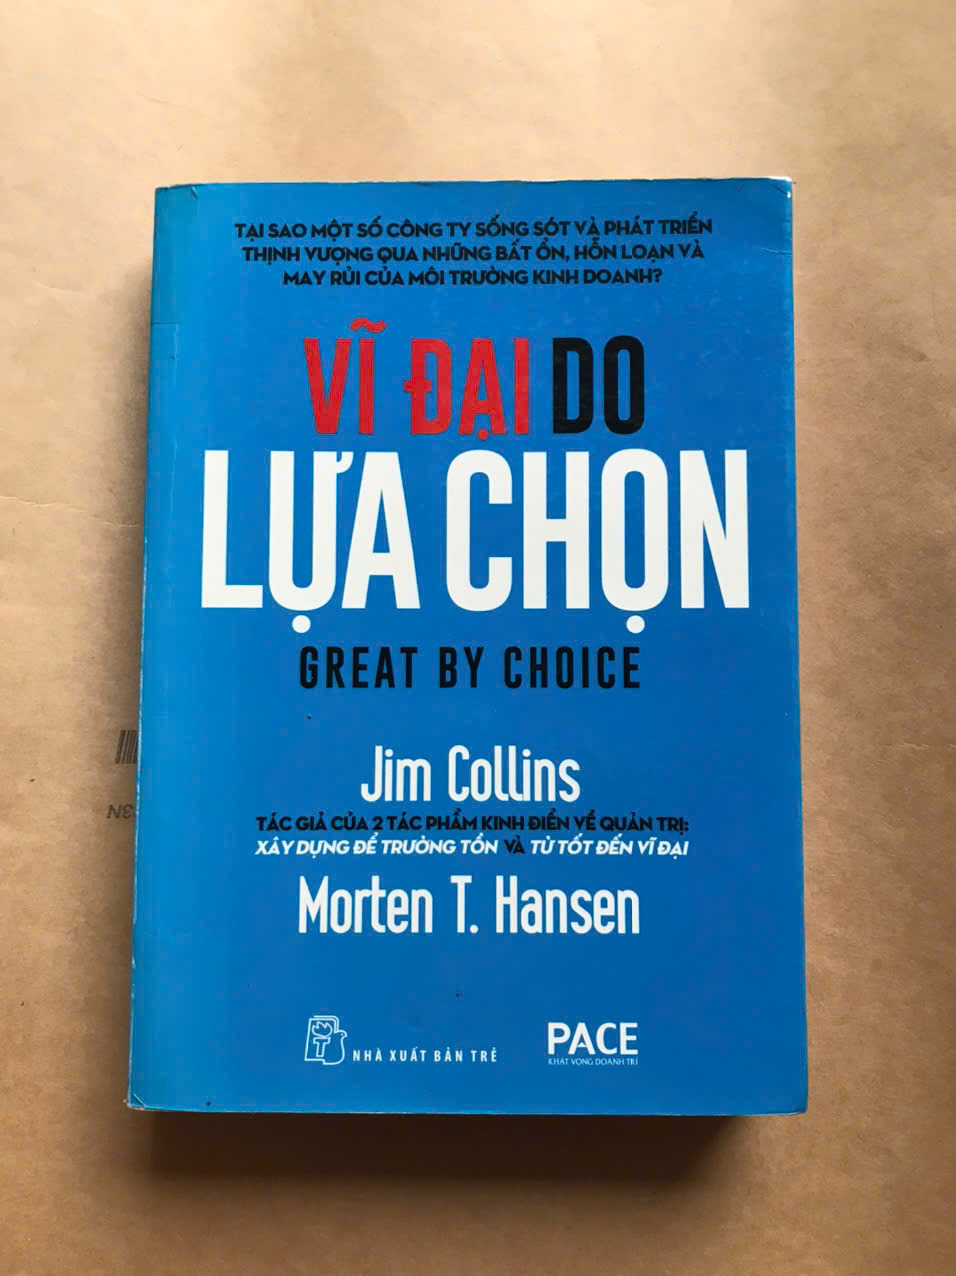 TẠI SAO MỘT SỐ CÔNG TY SỐNG SÓT VÀ PHÁT TRIỂN
THỊNH VƯỢNG QUA NHỮNG BẤT ỔN, HỖN LOẠN VÀ
MAY RỦI CỦA MÔI TRƯỜNG KINH DOANH?
VĨ ĐẠI DO
LỰA CHỌN
GREAT BY CHOICE
Jim Collins
TÁC GIẢ CỦA 2 TÁC PHẨM KINH ĐIỂN VỀ QUẢN TRỊ:
XÂY DỰNG ĐỂ TRƯỜNG TỒN VÀ TỪ TỐT ĐẾN VĨ ĐẠI
Morten T. Hansen
NHÀ XUẤT BẢN TRẺ
PACE
KHÁT VỌNG DOANH TRÍ